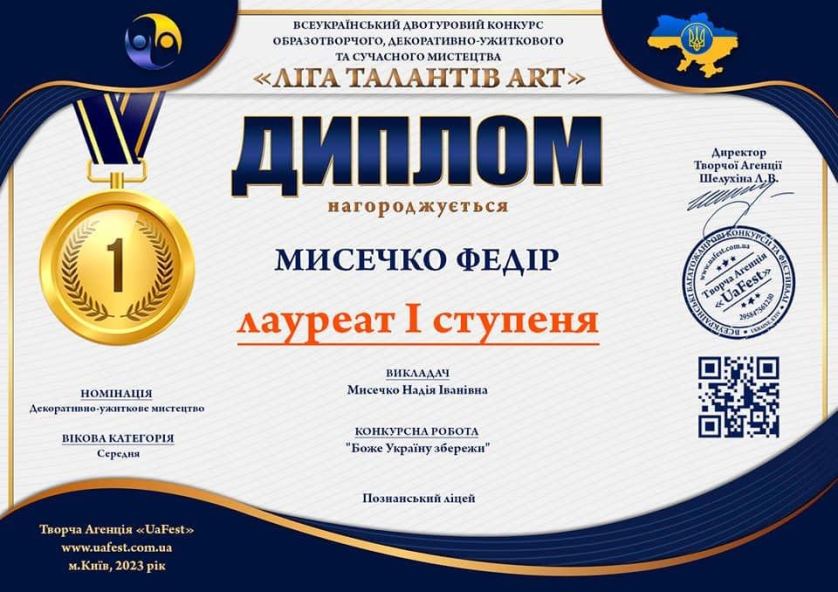 ВСЕУКРАЇНСЬКИЙ ДВОТУРОВИЙ КОНКУРС
ОБРАЗОТВОРЧОГО, ДЕКОРАТИВНО-УЖИТКОВОГО
ТА СУЧАСНОГО МИСТЕЦТВА
«ЛІГА ТАЛАНТІВ ART»
ДИПЛОМ
нагороджується
МИСЕЧКО ФЕДІР
лауреат І ступеня
1
Директор
Творчої Агенції
Шелухіна Л.В.
ВСЕУКРАЇНСЬКІ БАГАТОЖАНРОВІ КОНКУРСИ ТА ФЕСТИВАЛІ
www.uafest.com.ua
Творча Агенція
«UaFest»
НОМІНАЦІЯ
Декоративно-ужиткове мистецтво
ВІКОВА КАТЕГОРІЯ
Середня
ВИКЛАДАЧ
Мисечко Надія Іванівна
КОНКУРСНА РОБОТА
"Боже Україну збережи"
Познанський ліцей
Творча Агенція «UaFest»
www.uafest.com.ua
м.Київ, 2023 рік